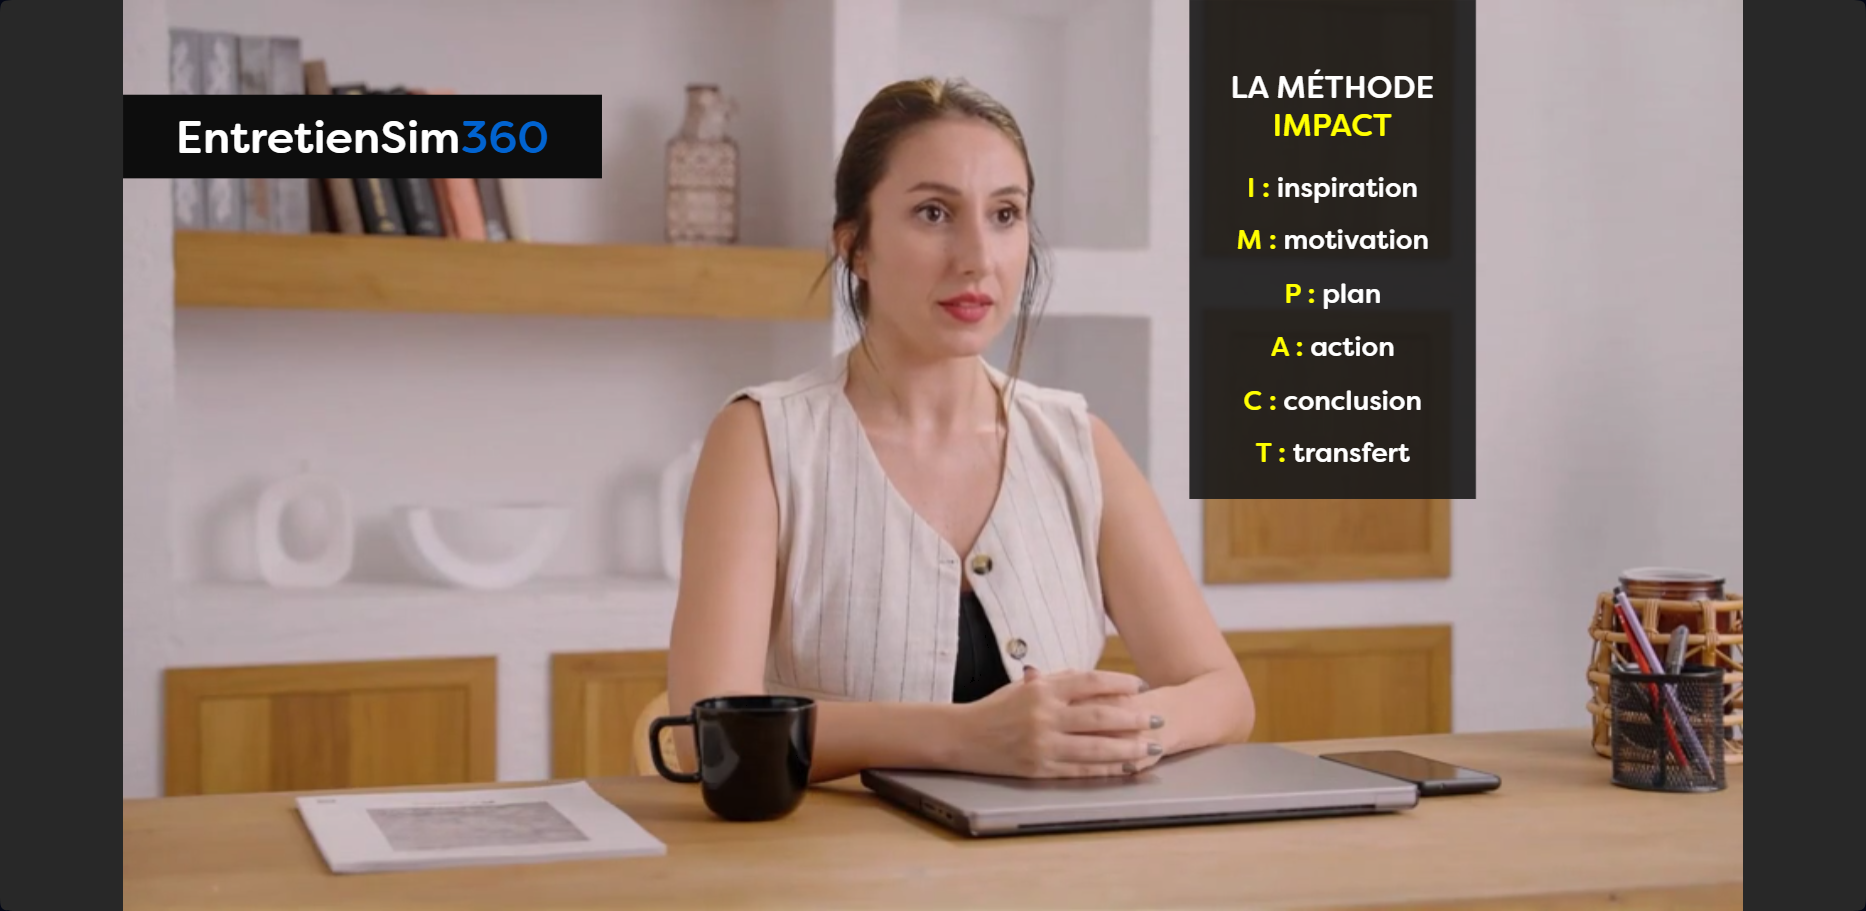 EntretienSim360
LA MÉTHODE
IMPACT
I : inspiration
M : motivation
P : plan
A : action
C : conclusion
T : transfert